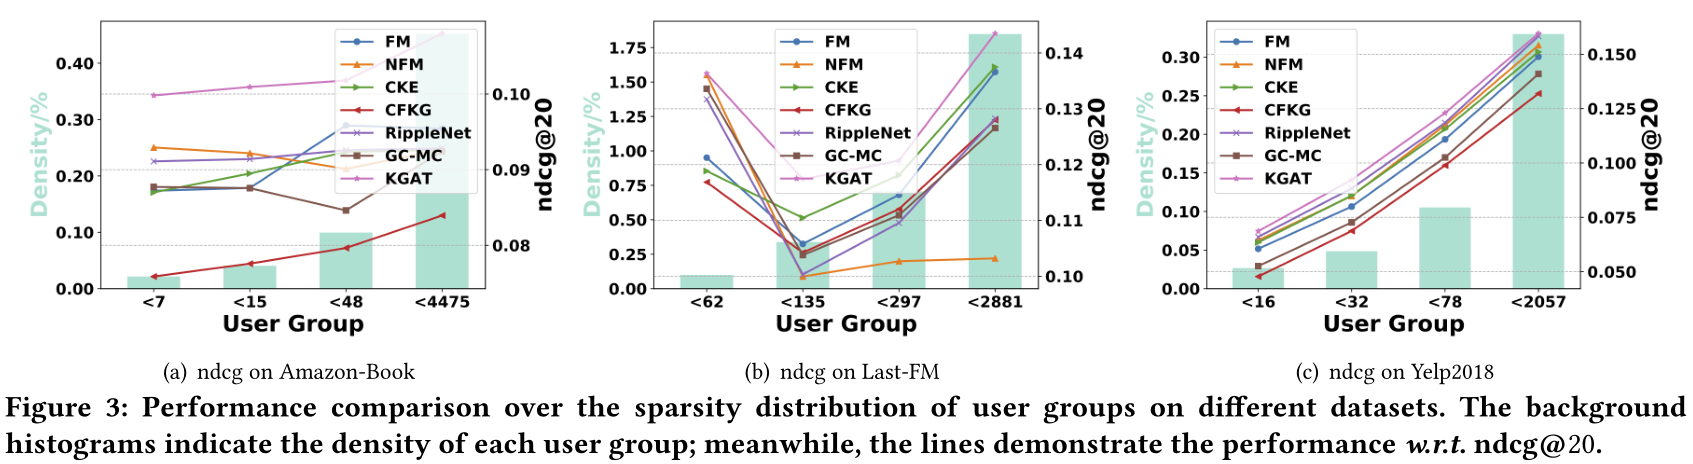 0.40
0.30
0.20
0.10
0.00
Density/%
FM
NFM
CKE
CFKG
RippleNet
GC-MC
KGAT
0.10
0.09
0.08
ndcg@20
<7 <15 <48 <4475
User Group
(a) ndcg on Amazon-Book
1.75
1.50
1.25
1.00
0.75
0.50
0.25
0.00
Density/%
FM
NFM
CKE
CFKG
RippleNet
GC-MC
KGAT
0.14
0.13
0.12
0.11
0.10
ndcg@20
<62 <135 <297 <2881
User Group
(b) ndcg on Last-FM
0.30
0.25
0.20
0.15
0.10
0.05
0.00
Density/%
FM
NFM
CKE
CFKG
RippleNet
GC-MC
KGAT
0.150
0.125
0.100
0.075
0.050
ndcg@20
<16 <32 <78 <2057
User Group
(c) ndcg on Yelp2018
Figure 3: Performance comparison over the sparsity distribution of user groups on different datasets. The background
histograms indicate the density of each user group; meanwhile, the lines demonstrate the performance w.r.t. ndcg@20.